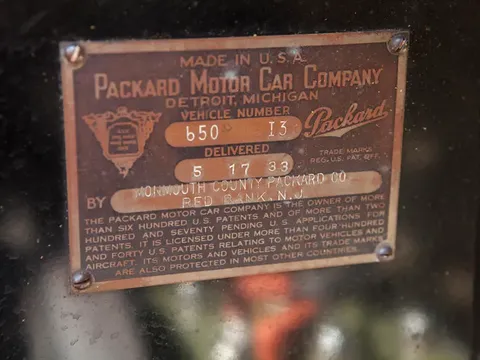 MADE IN U.S.A.
PACKARD MOTOR CAR COMPANY
DETROIT, MICHIGAN
VEHICLE NUMBER
650 13
Packard
DELIVERED
TRADE MARKS
REG. U.S. PAT. OFF.
5 17 33
BY MONMOUTH COUNTY PACKARD CO.
RED BANK, N.J.
THE PACKARD MOTOR CAR COMPANY IS THE OWNER OF MORE
THAN SIX HUNDRED U.S. PATENTS AND OF MORE THAN TWO
HUNDRED AND SEVENTY PENDING U.S. APPLICATIONS FOR
PATENTS. IT IS LICENSED UNDER MORE THAN FOUR HUNDRED
AND FORTY U.S. PATENTS RELATING TO MOTOR VEHICLES AND
AIRCRAFT. ITS MOTORS AND VEHICLES AND ITS TRADE MARKS
ARE ALSO PROTECTED IN MOST OTHER COUNTRIES.